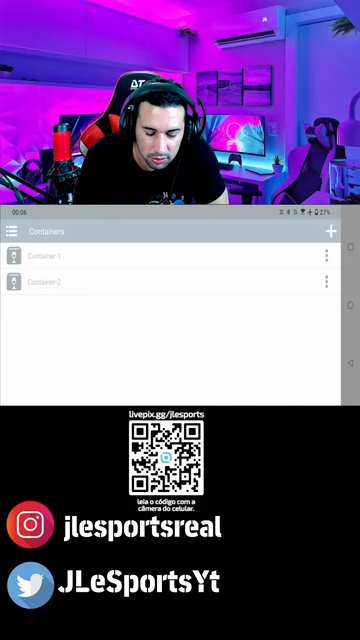 00:06
27%
Containers
Container-1
Container-2
livepix.gg/jlesports
leia o código com a
câmera do celular.
jlesportsreal
JLeSportsYt